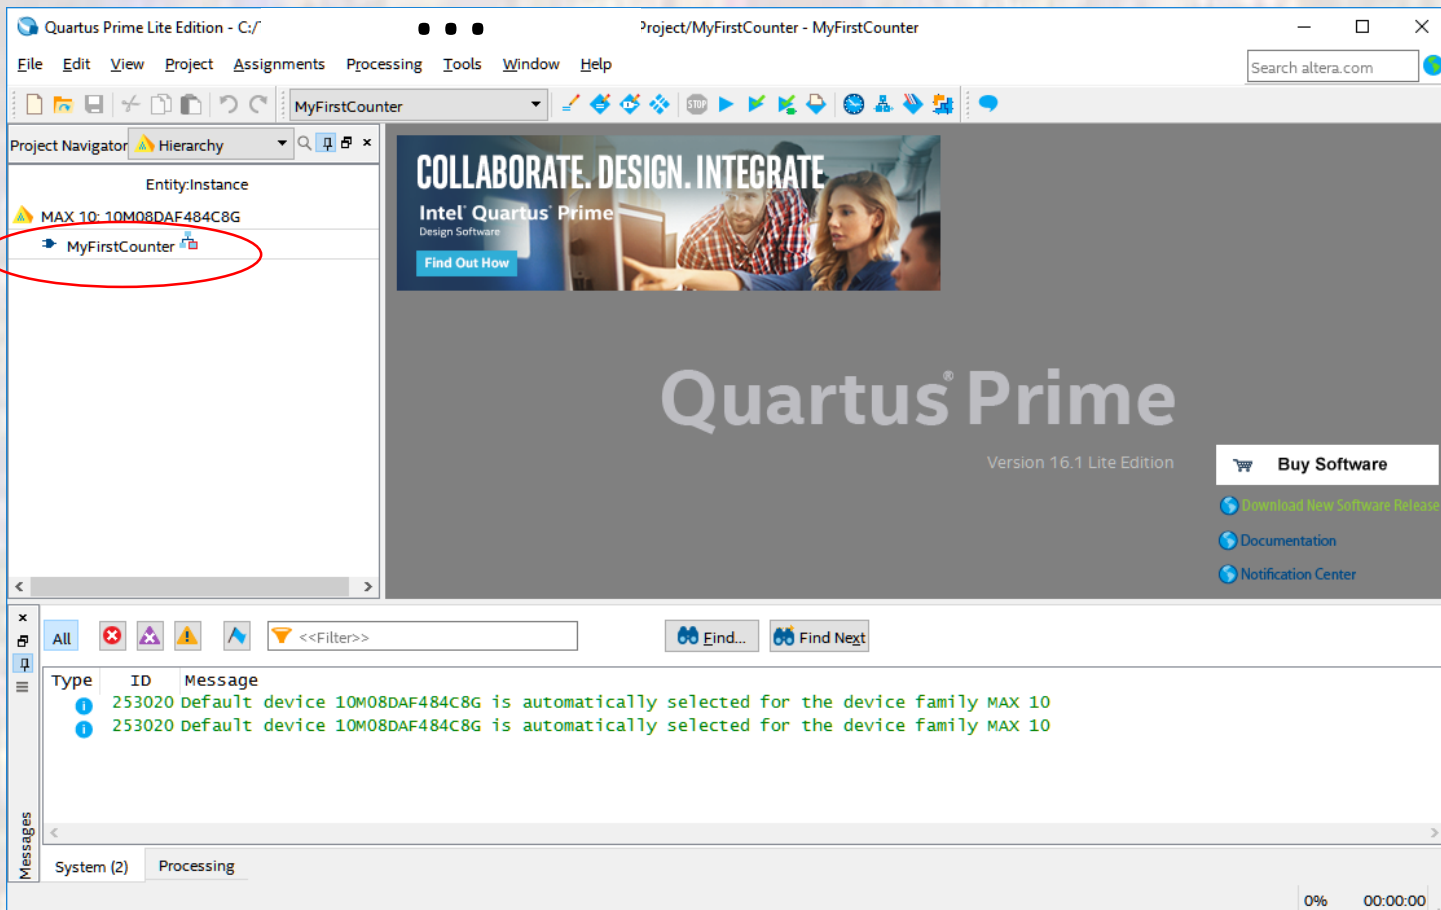 Quartus Prime Lite Edition - C:/ ... Project/MyFirstCounter - MyFirstCounter
File Edit View Project Assignments Processing Tools Window Help
Search altera.com
MyFirstCounter
STOP
Project Navigator Hierarchy
Entity:Instance
MAX 10: 10M08DAF484C8G
MyFirstCounter
COLLABORATE. DESIGN. INTEGRATE
Intel® Quartus® Prime
Design Software
Find Out How
Quartus® Prime
Version 16.1 Lite Edition
Buy Software
Download New Software Release
Documentation
Notification Center
All <<Filter>> Find... Find Next
Type ID Message
253020 Default device 10M08DAF484C8G is automatically selected for the device family MAX 10
253020 Default device 10M08DAF484C8G is automatically selected for the device family MAX 10
Messages
System (2) Processing
0% 00:00:00